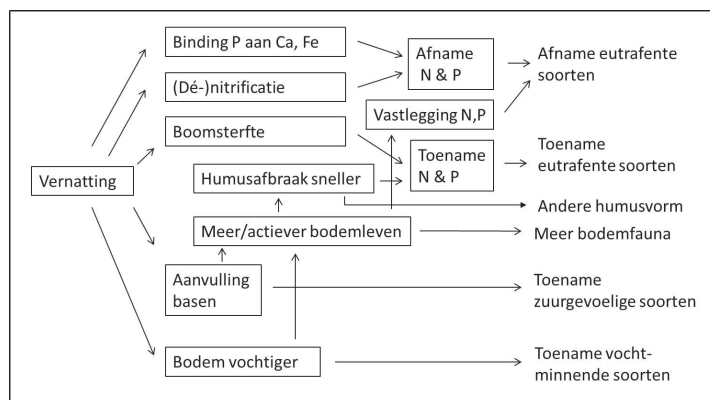 Binding P aan Ca, Fe
Afname
N & P
Afname eutrafente
soorten
(Dé-)nitrificatie
Vastlegging N,P
Boomsterfte
Toename
N & P
Toename
eutrafente soorten
Vernatting
Humusafbraak sneller
Andere humusvorm
Meer/actiever bodemleven
Meer bodemfauna
Aanvulling
basen
Toename
zuurgevoelige soorten
Bodem vochtiger
Toename vocht-
minnende soorten